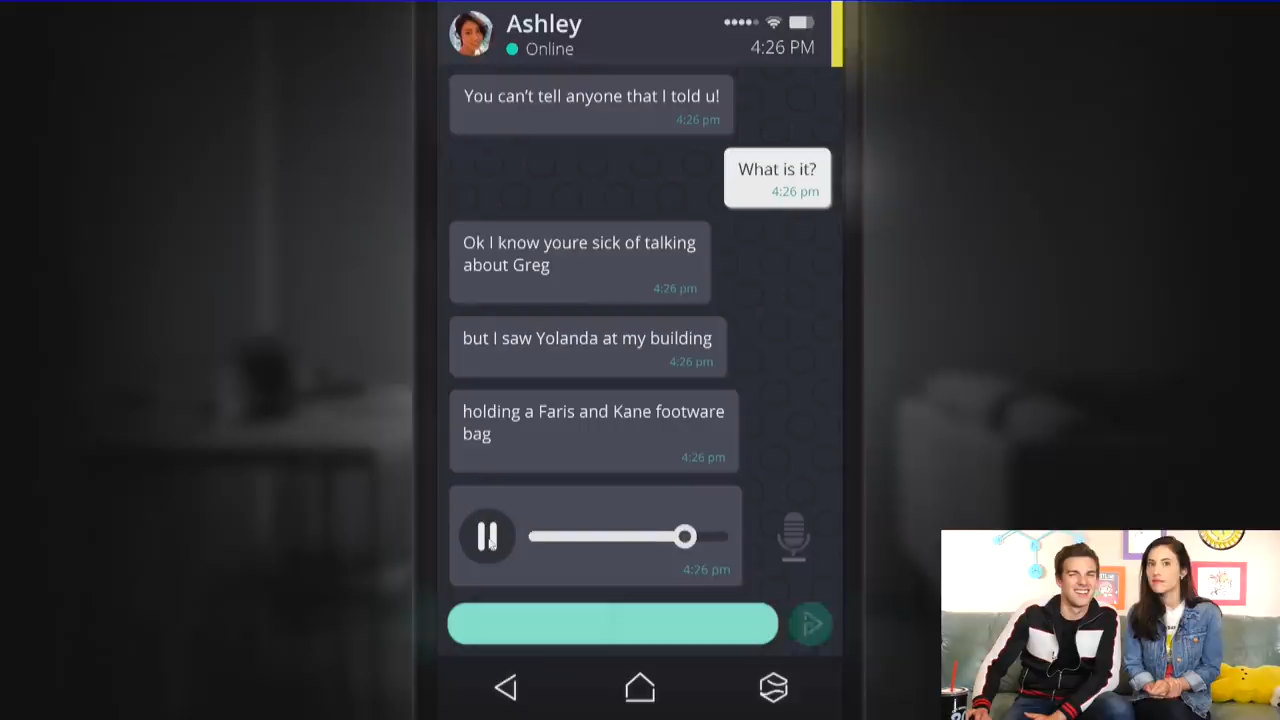 Ashley
Online
4:26 PM
You can't tell anyone that I told u!
4:26 pm
What is it?
4:26 pm
Ok I know youre sick of talking
about Greg
4:26 pm
but I saw Yolanda at my building
4:26 pm
holding a Faris and Kane footware
bag
4:26 pm
4:26 pm